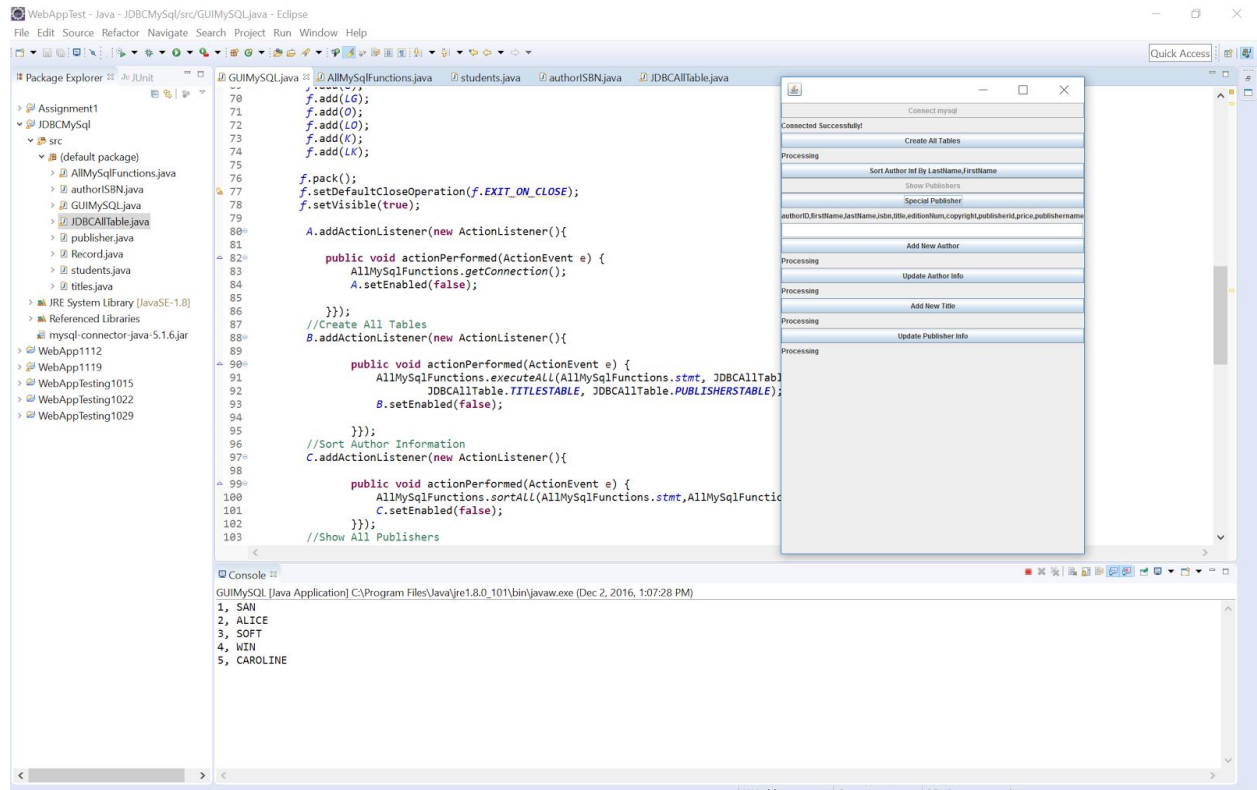 WebAppTest - Java - JDBCMySql/src/GUIMySQL.java - Eclipse
File Edit Source Refactor Navigate Search Project Run Window Help
Quick Access
Package Explorer JUnit
Assignment1
JDBCMySql
src
(default package)
AllMySqlFunctions.java
authorISBN.java
GUIMySQL.java
JDBCAllTable.java
publisher.java
Record.java
students.java
titles.java
JRE System Library [JavaSE-1.8]
Referenced Libraries
mysql-connector-java-5.1.6.jar
WebApp1112
WebApp1119
WebAppTesting1015
WebAppTesting1022
WebAppTesting1029
GUIMySQL.java AllMySqlFunctions.java students.java authorISBN.java JDBCAllTable.java
70 f.add(LG);
71 f.add(O);
72 f.add(LO);
73 f.add(K);
74 f.add(LK);
75
76 f.pack();
77 f.setDefaultCloseOperation(f.EXIT_ON_CLOSE);
78 f.setVisible(true);
79
80 A.addActionListener(new ActionListener(){
81
82 public void actionPerformed(ActionEvent e) {
83 AllMySqlFunctions.getConnection();
84 A.setEnabled(false);
85
86 }});
87 //Create All Tables
88 B.addActionListener(new ActionListener(){
89
90 public void actionPerformed(ActionEvent e) {
91 AllMySqlFunctions.executeALL(AllMySqlFunctions.stmt, JDBCAllTabl
92 JDBCAllTable.TITLESTABLE, JDBCAllTable.PUBLISHERSTABLE);
93 B.setEnabled(false);
94
95 }});
96 //Sort Author Information
97 C.addActionListener(new ActionListener(){
98
99 public void actionPerformed(ActionEvent e) {
100 AllMySqlFunctions.sortALL(AllMySqlFunctions.stmt,AllMySqlFunctio
101 C.setEnabled(false);
102 }});
103 //Show All Publishers
Connect mysql
Connected Successfully!
Create All Tables
Processing
Sort Author Inf By LastName,FirstName
Show Publishers
Special Publisher
authorID,firstName,lastName,isbn,title,editionNum,copyright,publisherid,price,publishername
Add New Author
Processing
Update Author Info
Processing
Add New Title
Processing
Update Publisher Info
Processing
Console
GUIMySQL [Java Application] C:\Program Files\Java\jre1.8.0_101\bin\javaw.exe (Dec 2, 2016, 1:07:28 PM)
1, SAN
2, ALICE
3, SOFT
4, WIN
5, CAROLINE